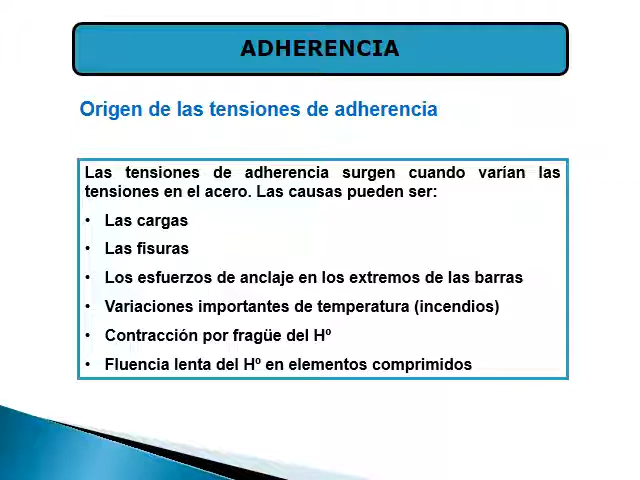 ADHERENCIA
Origen de las tensiones de adherencia
Las tensiones de adherencia surgen cuando varían las
tensiones en el acero. Las causas pueden ser:
• Las cargas
• Las fisuras
• Los esfuerzos de anclaje en los extremos de las barras
• Variaciones importantes de temperatura (incendios)
• Contracción por fragüe del Hº
• Fluencia lenta del Hº en elementos comprimidos